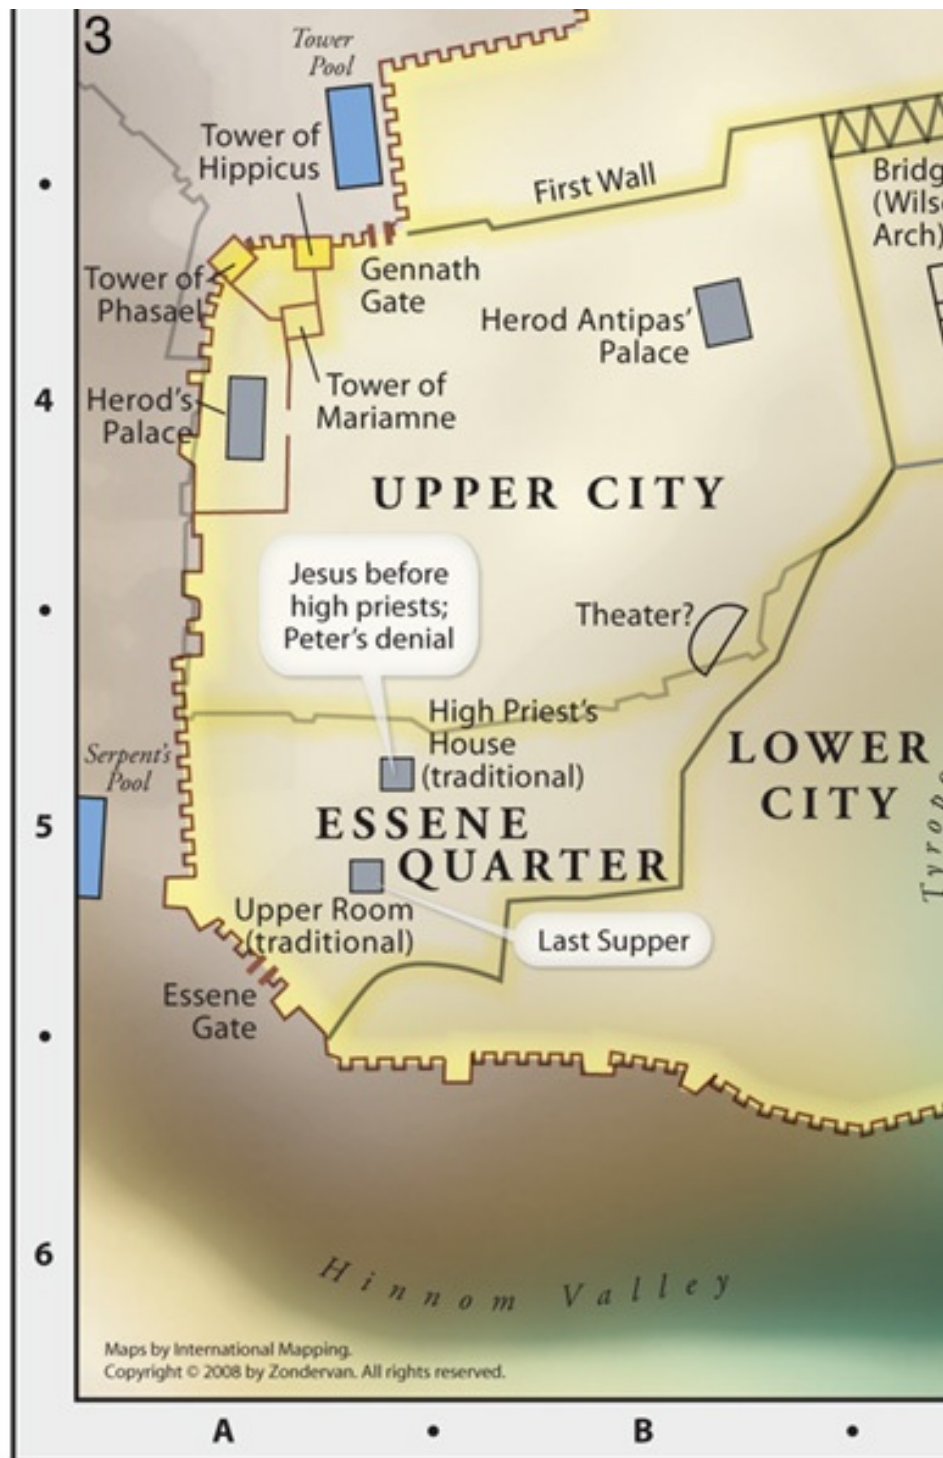 3
Tower
Pool
Tower of
Hippicus
First Wall
Arch)
Tower of
Phasael
Gennath
Gate
Herod Antipas'
Palace
4
Herod's
Palace
Tower of
Mariamne
UPPER CITY
Jesus before
high priests;
Peter's denial
Theater?
High Priest's
House
(traditional)
Serpent's
Pool
LOWER
CITY
5
ESSENE
QUARTER
Upper Room
(traditional)
Last Supper
Essene
Gate
6
Hinnom Valley
Maps by International Mapping.
Copyright © 2008 by Zondervan. All rights reserved.
A
B